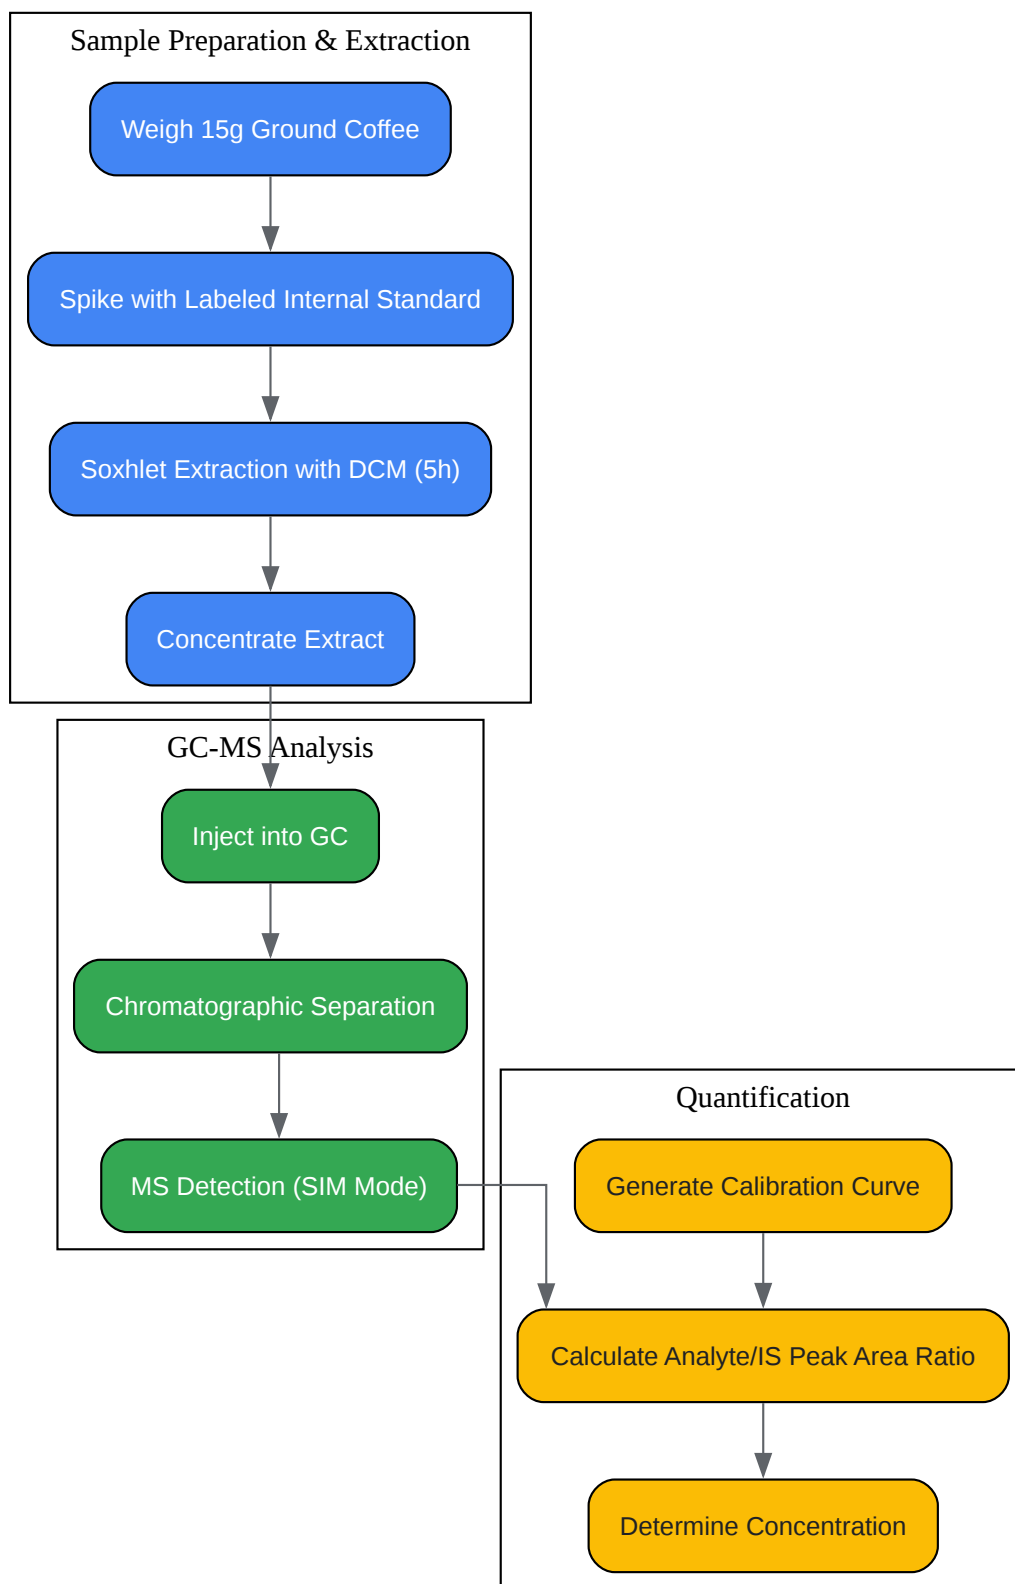 Sample Preparation & Extraction
Weigh 15g Ground Coffee
Spike with Labeled Internal Standard
Soxhlet Extraction with DCM (5h)
Concentrate Extract
GC-MS Analysis
Inject into GC
Chromatographic Separation
MS Detection (SIM Mode)
Quantification
Generate Calibration Curve
Calculate Analyte/IS Peak Area Ratio
Determine Concentration